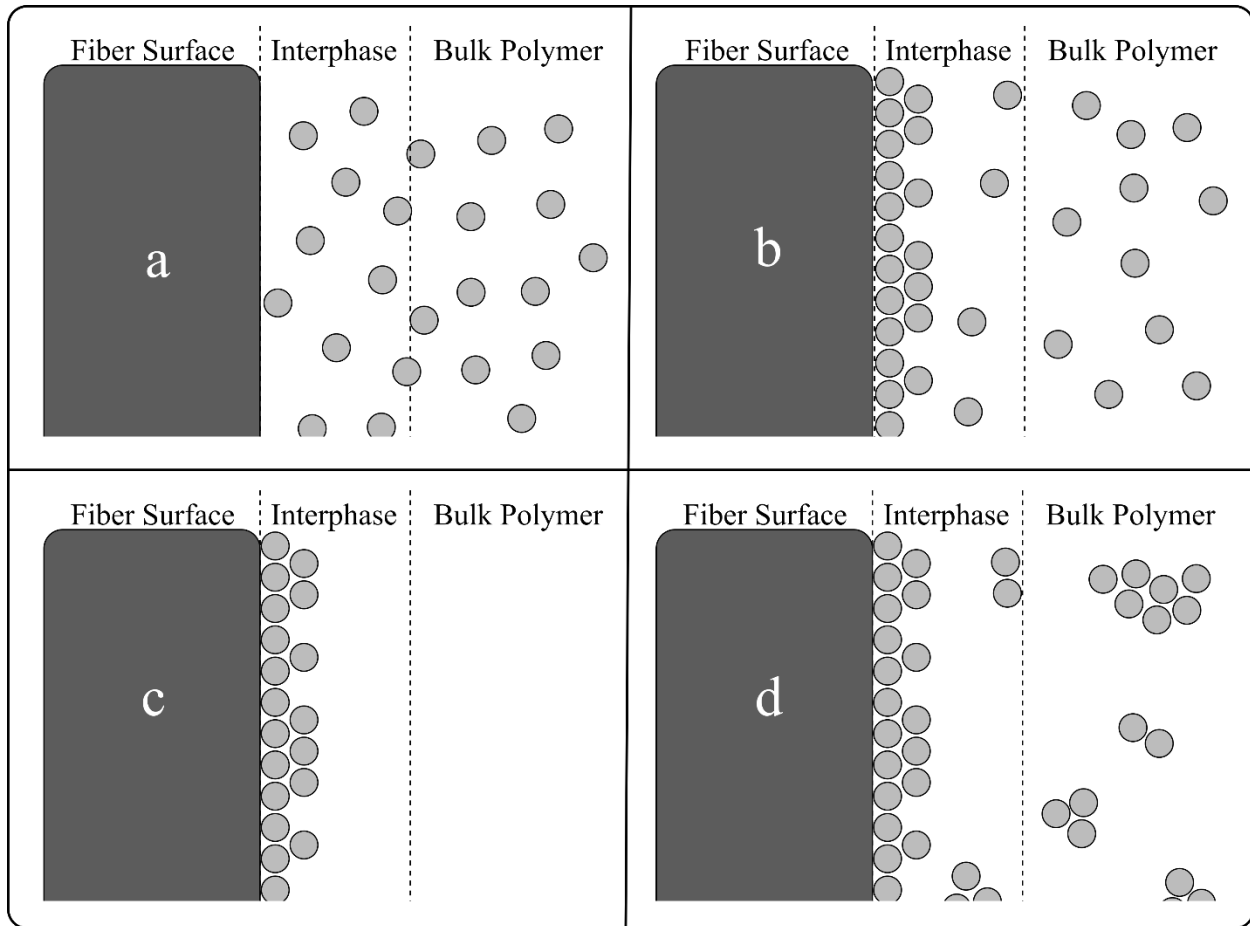 Fiber Surface Interphase Bulk Polymer
a
Fiber Surface Interphase Bulk Polymer
b
Fiber Surface Interphase Bulk Polymer
c
Fiber Surface Interphase Bulk Polymer
d